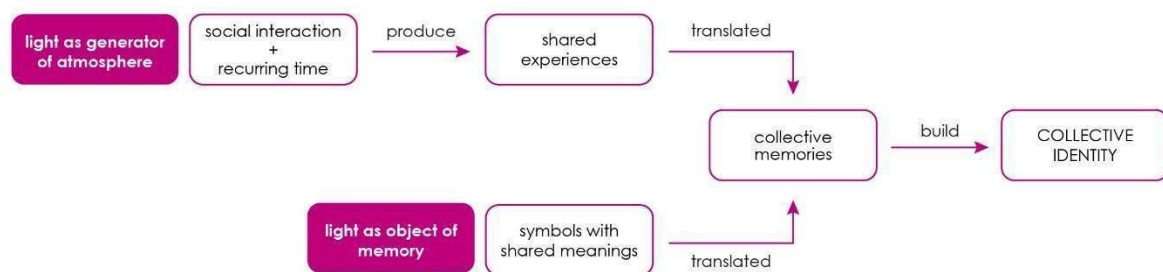 light as generator
of atmosphere
social interaction
+
recurring time
produce
shared
experiences
translated
collective
memories
build
COLLECTIVE
IDENTITY
light as object of
memory
symbols with
shared meanings
translated